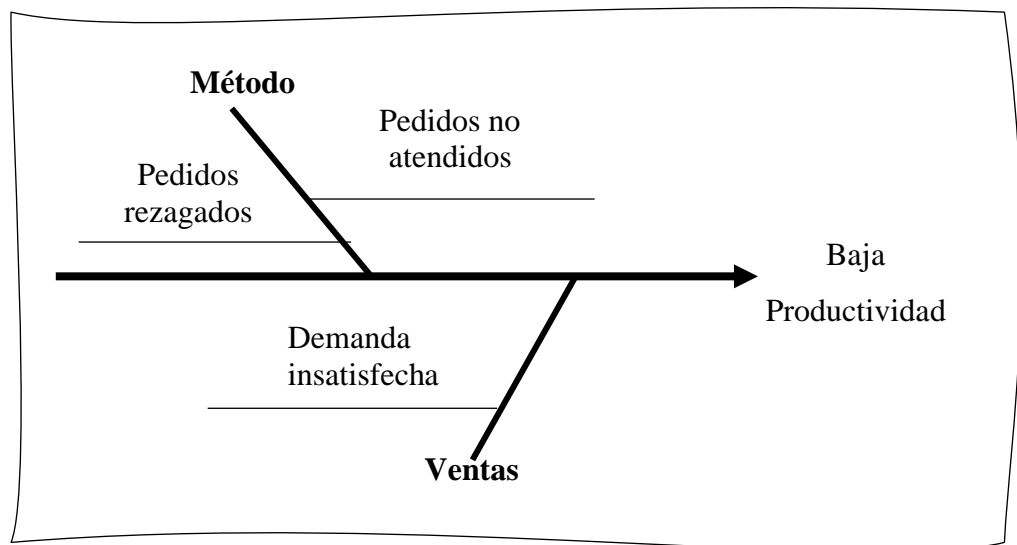 Método
Pedidos no
atendidos
Pedidos
rezagados
Baja
Productividad
Demanda
insatisfecha
Ventas